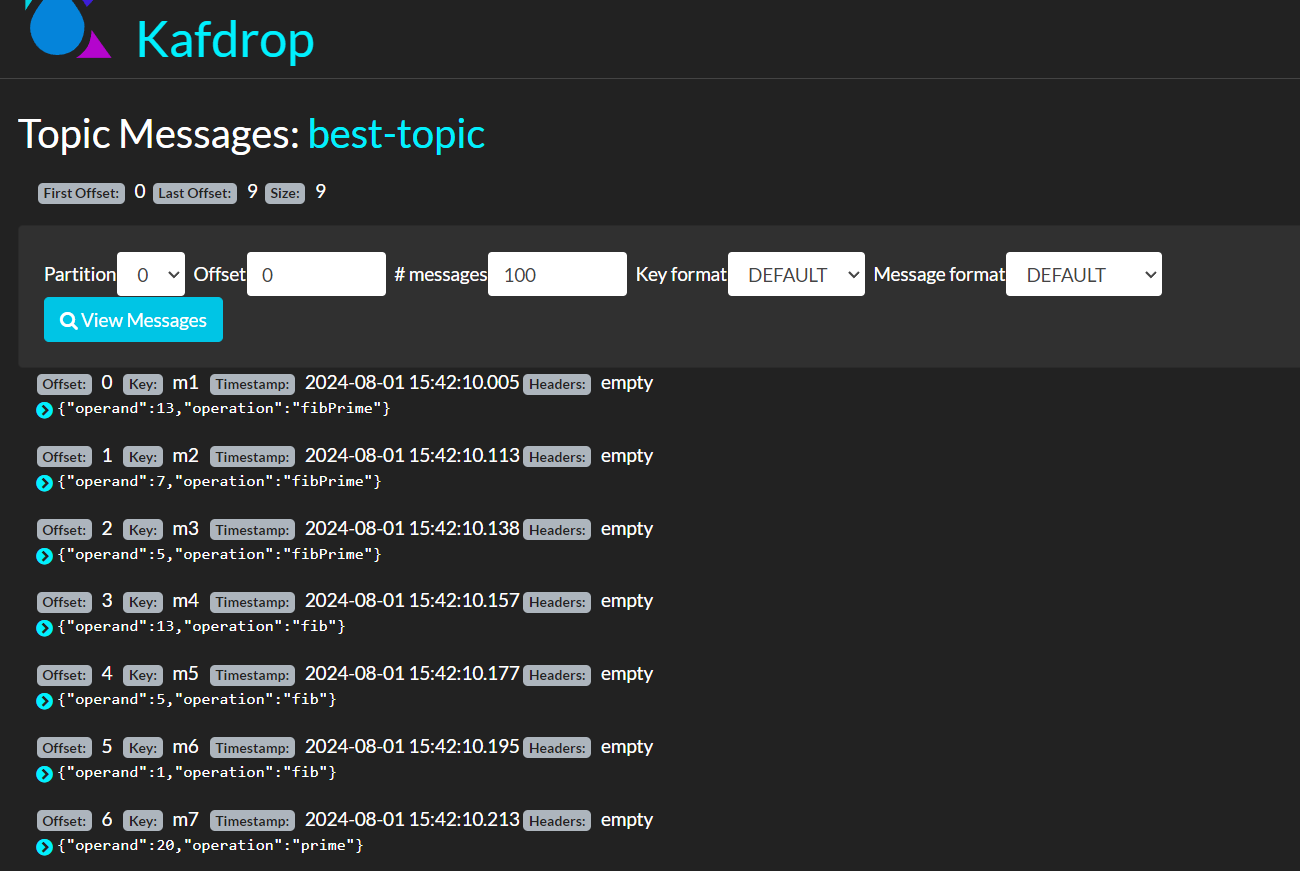 Kafdrop
Topic Messages: best-topic
First Offset: 0 Last Offset: 9 Size: 9
Partition 0 Offset 0 # messages 100 Key format DEFAULT Message format DEFAULT
View Messages
Offset: 0 Key: m1 Timestamp: 2024-08-01 15:42:10.005 Headers: empty
{"operand":13,"operation":"fibPrime"}
Offset: 1 Key: m2 Timestamp: 2024-08-01 15:42:10.113 Headers: empty
{"operand":7,"operation":"fibPrime"}
Offset: 2 Key: m3 Timestamp: 2024-08-01 15:42:10.138 Headers: empty
{"operand":5,"operation":"fibPrime"}
Offset: 3 Key: m4 Timestamp: 2024-08-01 15:42:10.157 Headers: empty
{"operand":13,"operation":"fib"}
Offset: 4 Key: m5 Timestamp: 2024-08-01 15:42:10.177 Headers: empty
{"operand":5,"operation":"fib"}
Offset: 5 Key: m6 Timestamp: 2024-08-01 15:42:10.195 Headers: empty
{"operand":1,"operation":"fib"}
Offset: 6 Key: m7 Timestamp: 2024-08-01 15:42:10.213 Headers: empty
{"operand":20,"operation":"prime"}